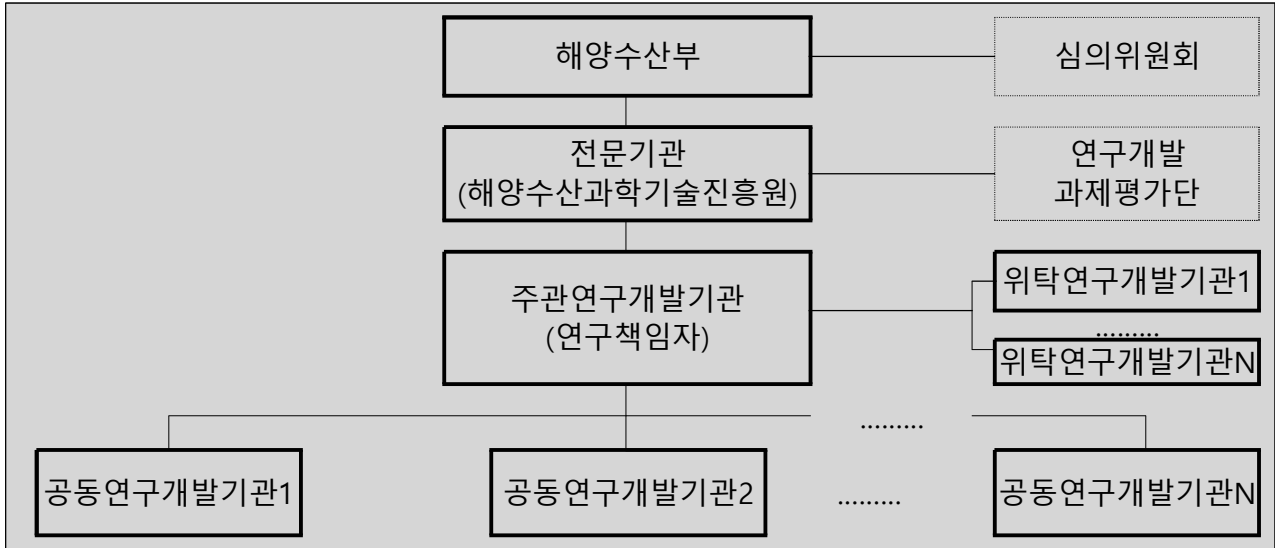 해양수산부
심의위원회
전문기관
(해양수산과학기술진흥원)
연구개발
과제평가단
주관연구개발기관
(연구책임자)
위탁연구개발기관1
.........
위탁연구개발기관N
.........
공동연구개발기관1
공동연구개발기관2
.........
공동연구개발기관N